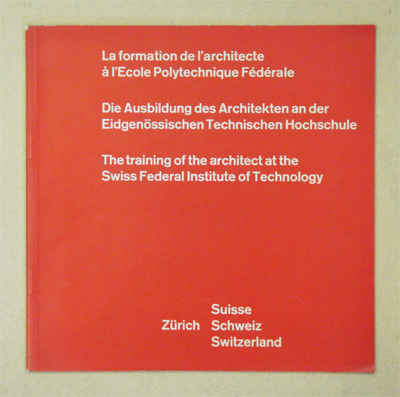 La formation de l'architecte
à l'Ecole Polytechnique Fédérale
Die Ausbildung des Architekten an der
Eidgenössischen Technischen Hochschule
The training of the architect at the
Swiss Federal Institute of Technology
Suisse
Zürich Schweiz
Switzerland